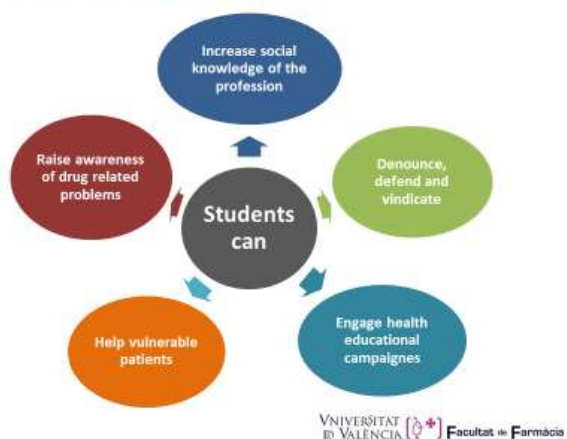 Increase social
knowledge of the
profession
Raise awareness
of drug related
problems
Denounce,
defend and
vindicate
Students
can
Help vulnerable
patients
Engage health
educational
campaignes
VNIVERSITAT
ID VALÈNCIA
Facultat de Farmàcia